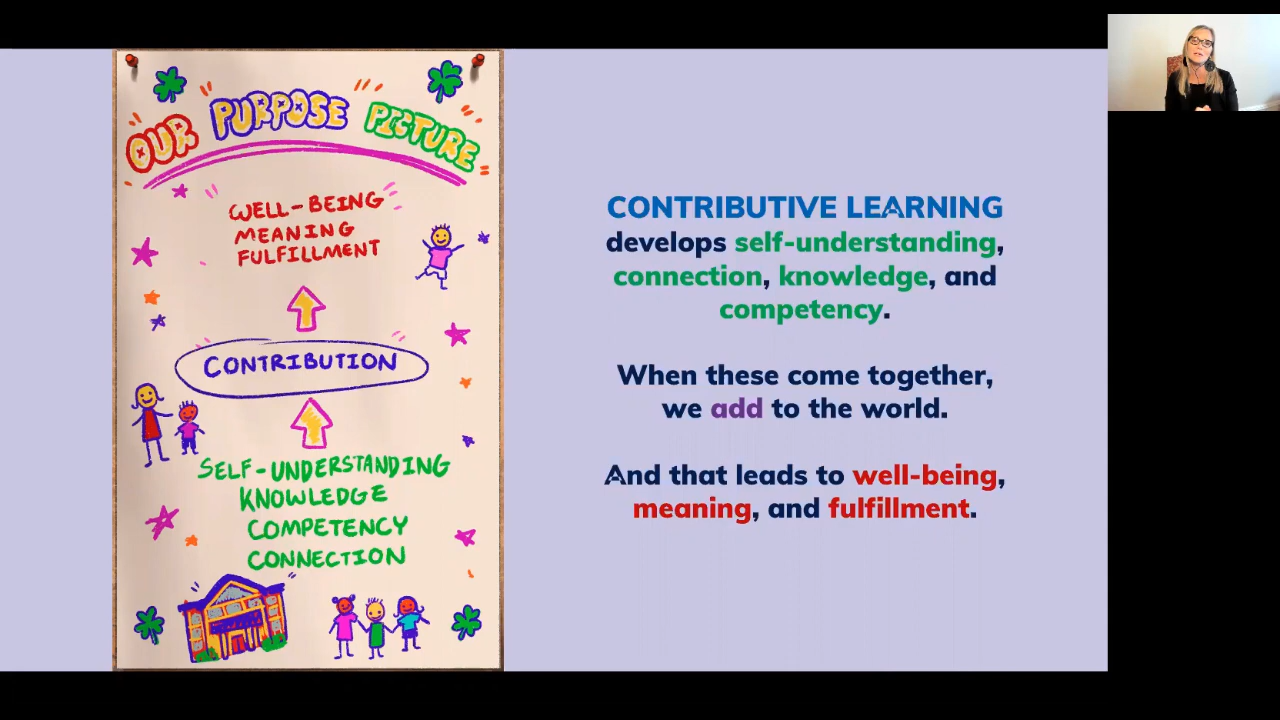 OUR PURPOSE PICTURE
WELL-BEING
MEANING
FULFILLMENT
CONTRIBUTION
SELF-UNDERSTANDING
KNOWLEDGE
COMPETENCY
CONNECTION
CONTRIBUTIVE LEARNING
develops self-understanding,
connection, knowledge, and
competency.
When these come together,
we add to the world.
And that leads to well-being,
meaning, and fulfillment.